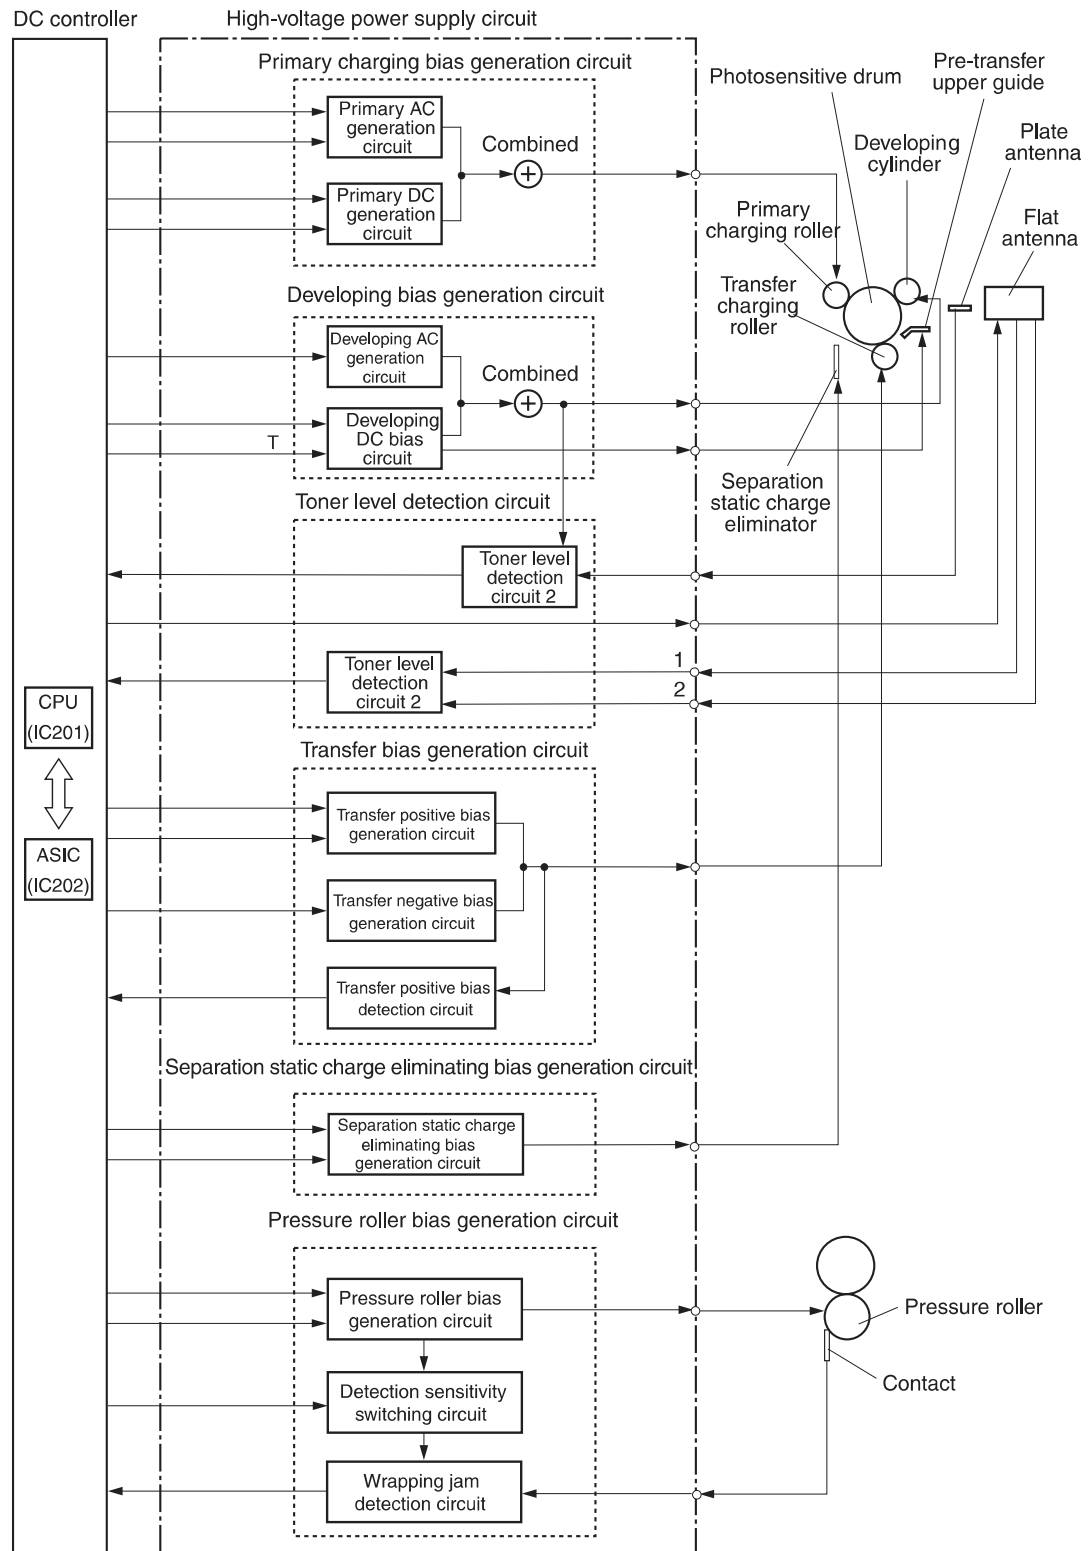 DC controller
High-voltage power supply circuit
Primary charging bias generation circuit
Primary AC
generation
circuit
Combined
Primary DC
generation
circuit
Photosensitive drum
Pre-transfer
upper guide
Developing
cylinder
Plate
antenna
Primary
charging roller
Flat
antenna
Transfer
charging
roller
Developing bias generation circuit
Developing AC
generation
circuit
Combined
Developing
DC bias
circuit
T
Separation
static charge
eliminator
Toner level detection circuit
Toner level
detection
circuit 2
1
2
Toner level
detection
circuit 2
CPU
(IC201)
ASIC
(IC202)
Transfer bias generation circuit
Transfer positive bias
generation circuit
Transfer negative bias
generation circuit
Transfer positive bias
detection circuit
Separation static charge eliminating bias generation circuit
Separation static charge
eliminating bias
generation circuit
Pressure roller bias generation circuit
Pressure roller bias
generation circuit
Pressure roller
Contact
Detection sensitivity
switching circuit
Wrapping jam
detection circuit